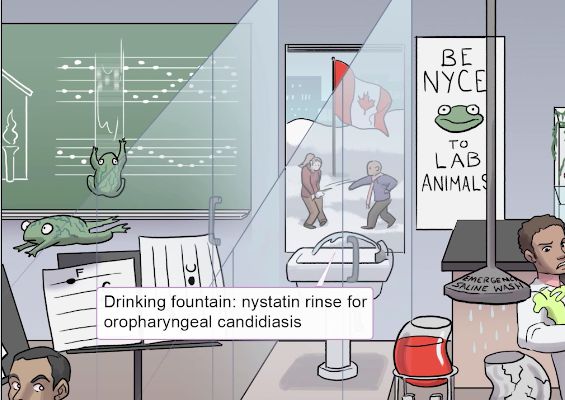 BE
NYCE
TO
LAB
ANIMALS
EMERGENCY
SALINE WASH
F
C
Drinking fountain: nystatin rinse for
oropharyngeal candidiasis